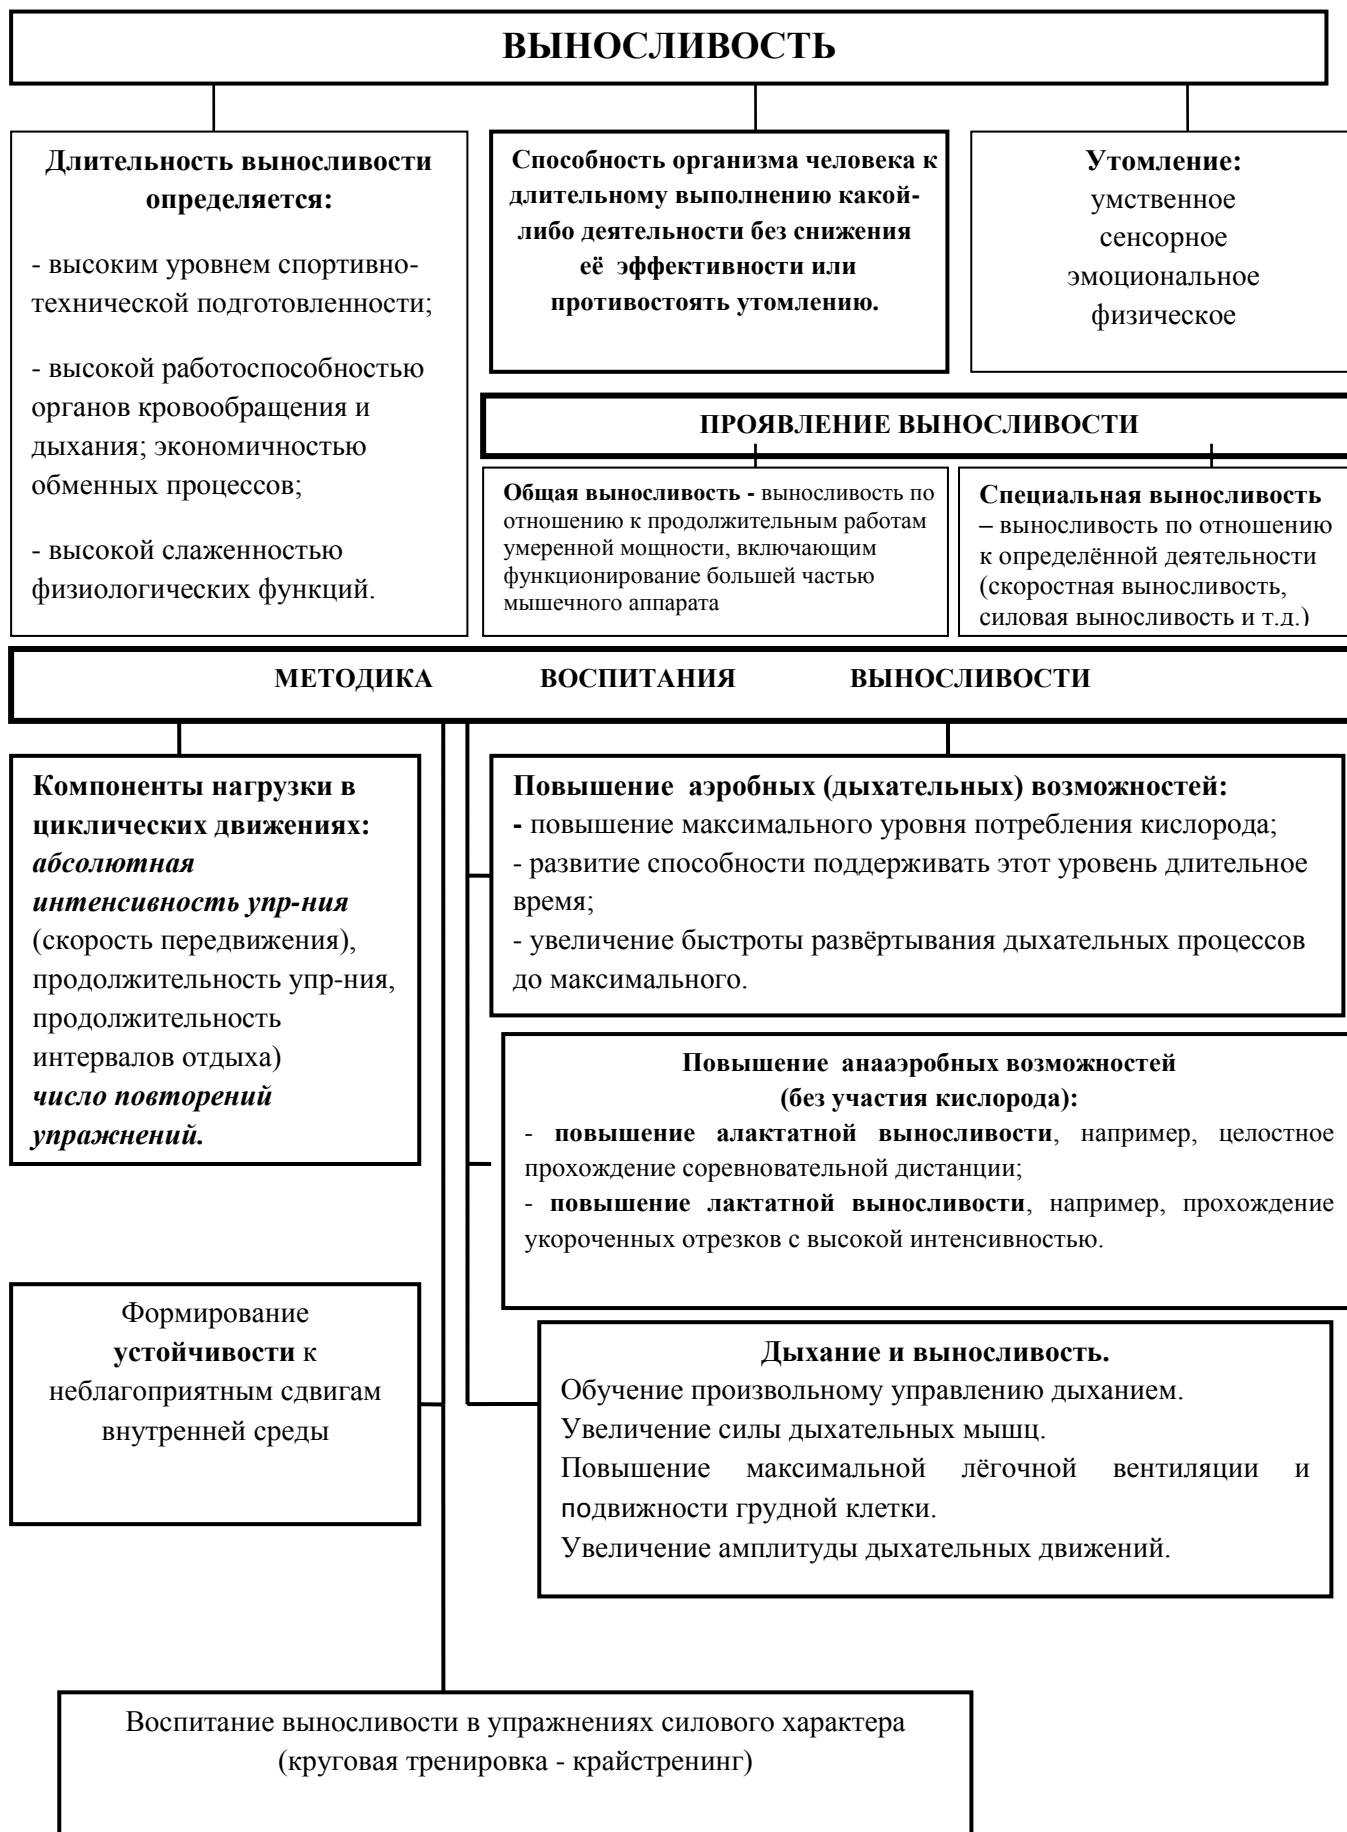 ВЫНОСЛИВОСТЬ
Длительность выносливости
определяется:
- высоким уровнем спортивно-
технической подготовленности;
- высокой работоспособностью
органов кровообращения и
дыхания; экономичностью
обменных процессов;
- высокой слаженностью
физиологических функций.
Способность организма человека к
длительному выполнению какой-
либо деятельности без снижения
её эффективности или
противостоять утомлению.
Утомление:
умственное
сенсорное
эмоциональное
физическое
ПРОЯВЛЕНИЕ ВЫНОСЛИВОСТИ
Общая выносливость - выносливость по
отношению к продолжительным работам
умеренной мощности, включающим
функционирование большей частью
мышечного аппарата
Специальная выносливость
– выносливость по отношению
к определённой деятельности
(скоростная выносливость,
силовая выносливость и т.д.)
МЕТОДИКА ВОСПИТАНИЯ ВЫНОСЛИВОСТИ
Компоненты нагрузки в
циклических движениях:
абсолютная
интенсивность упр-ния
(скорость передвижения),
продолжительность упр-ния,
продолжительность
интервалов отдыха)
число повторений
упражнений.
Повышение аэробных (дыхательных) возможностей:
- повышение максимального уровня потребления кислорода;
- развитие способности поддерживать этот уровень длительное
время;
- увеличение быстроты развёртывания дыхательных процессов
до максимального.
Повышение анааэробных возможностей
(без участия кислорода):
- повышение алактатной выносливости, например, целостное
прохождение соревновательной дистанции;
- повышение лактатной выносливости, например, прохождение
укороченных отрезков с высокой интенсивностью.
Формирование
устойчивости к
неблагоприятным сдвигам
внутренней среды
Дыхание и выносливость.
Обучение произвольному управлению дыханием.
Увеличение силы дыхательных мышц.
Повышение максимальной лёгочной вентиляции и
подвижности грудной клетки.
Увеличение амплитуды дыхательных движений.
Воспитание выносливости в упражнениях силового характера
(круговая тренировка - крайстренинг)